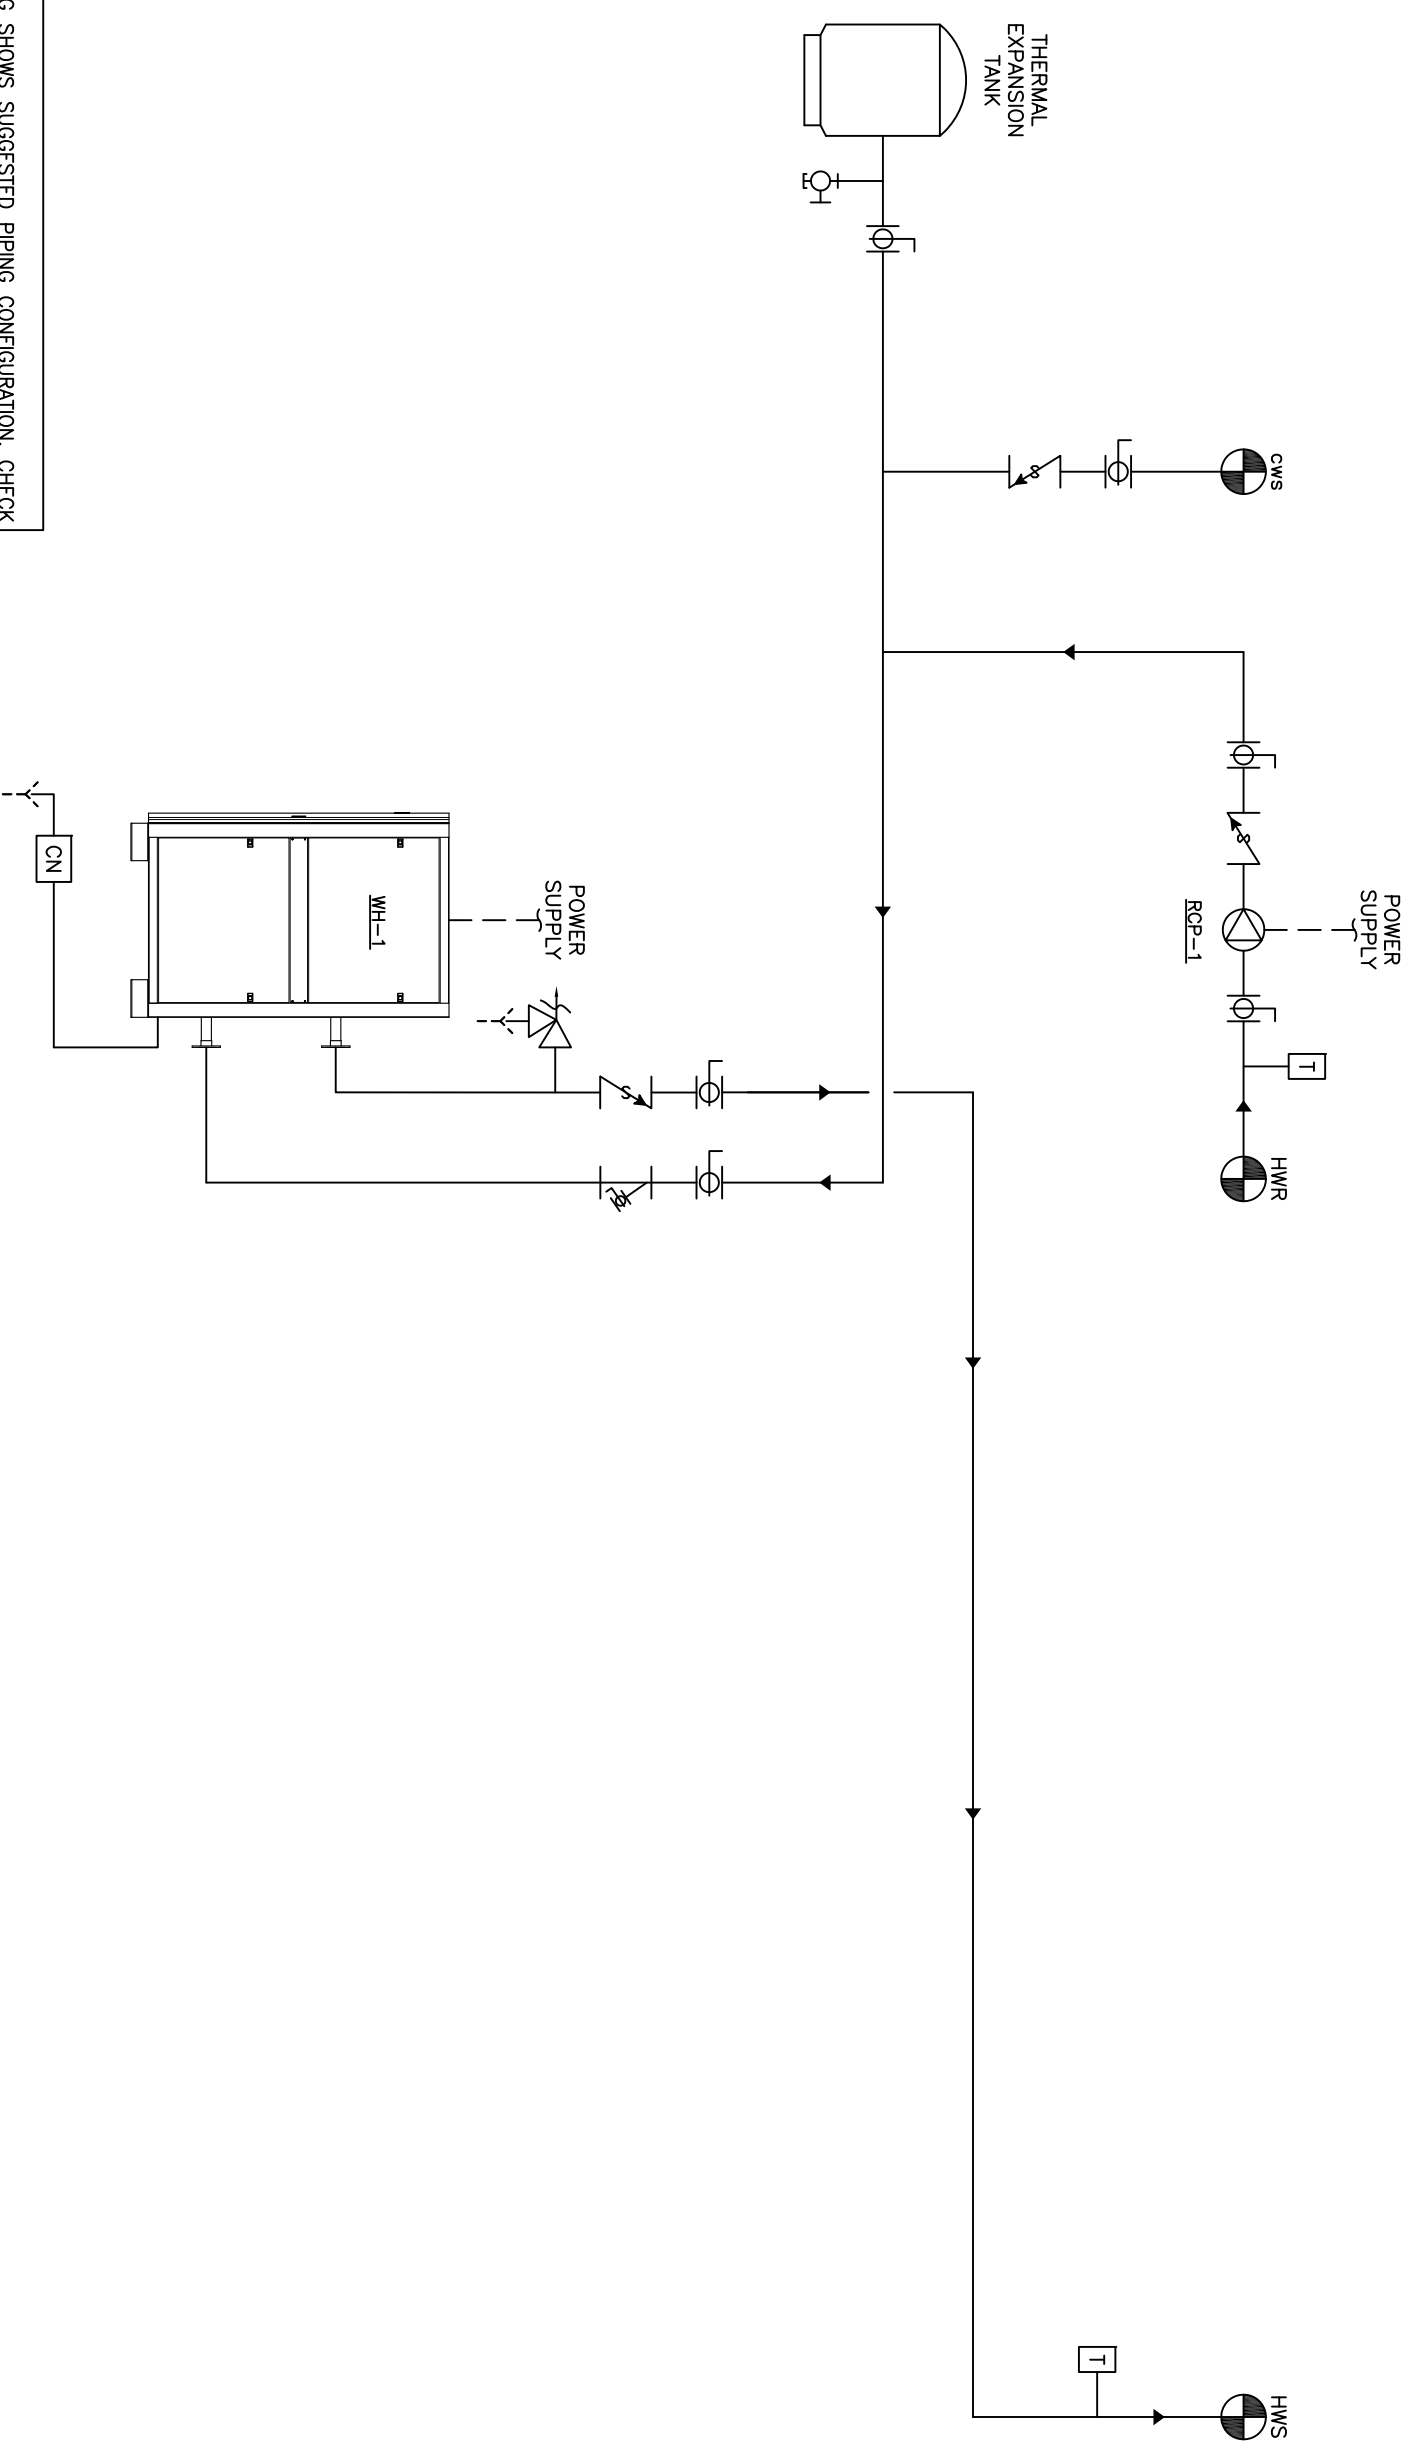 THERMAL
EXPANSION
TANK
CWS
POWER
SUPPLY
RCP-1
T
HWR
T
HWS
POWER
SUPPLY
WH-1
S
S
S
CN
SHOWS SUGGESTED PIPING CONFIGURATION. CHECK